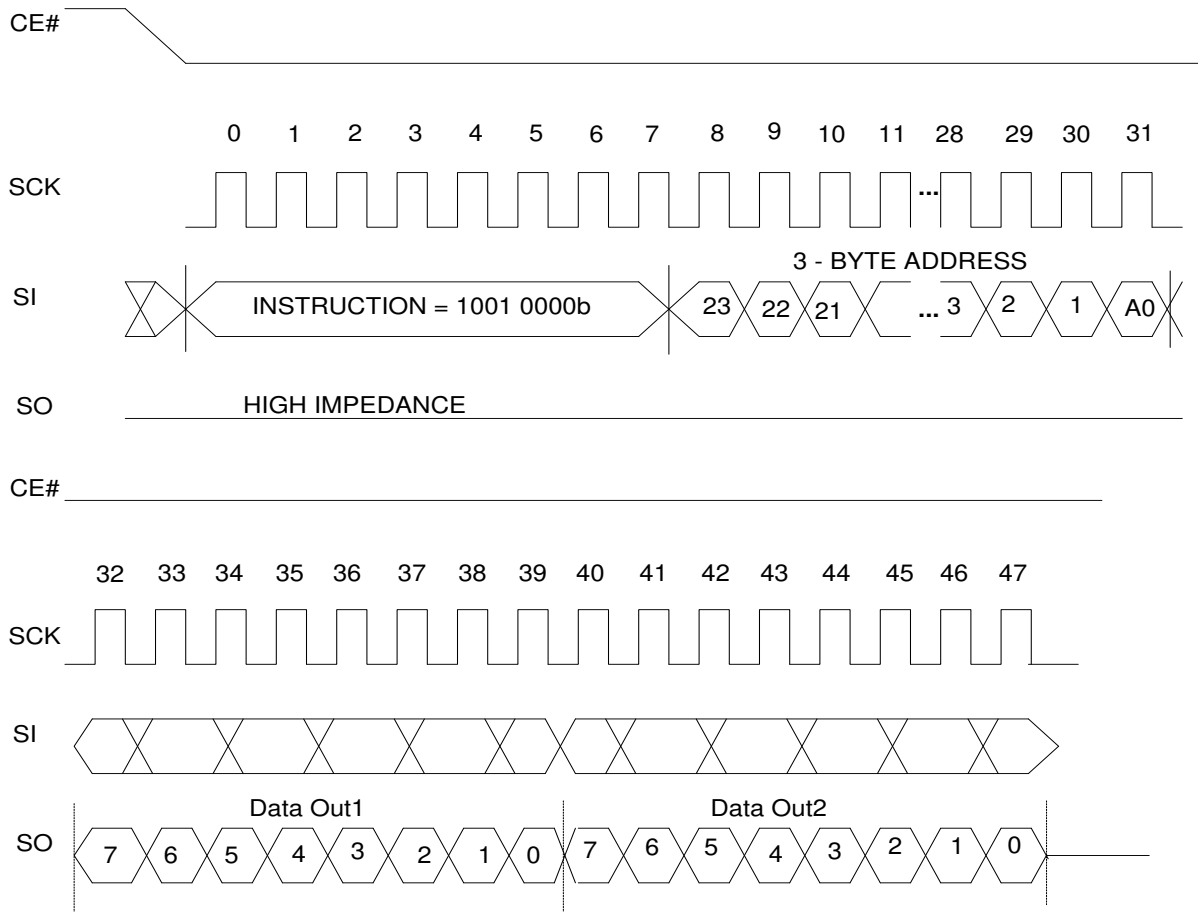 CE#
0 1 2 3 4 5 6 7 8 9 10 11 28 29 30 31
SCK ...
3 - BYTE ADDRESS
SI INSTRUCTION = 1001 0000b 23 22 21 ... 3 2 1 A0
SO HIGH IMPEDANCE
CE#
32 33 34 35 36 37 38 39 40 41 42 43 44 45 46 47
SCK
SI
Data Out1 Data Out2
SO 7 6 5 4 3 2 1 0 7 6 5 4 3 2 1 0